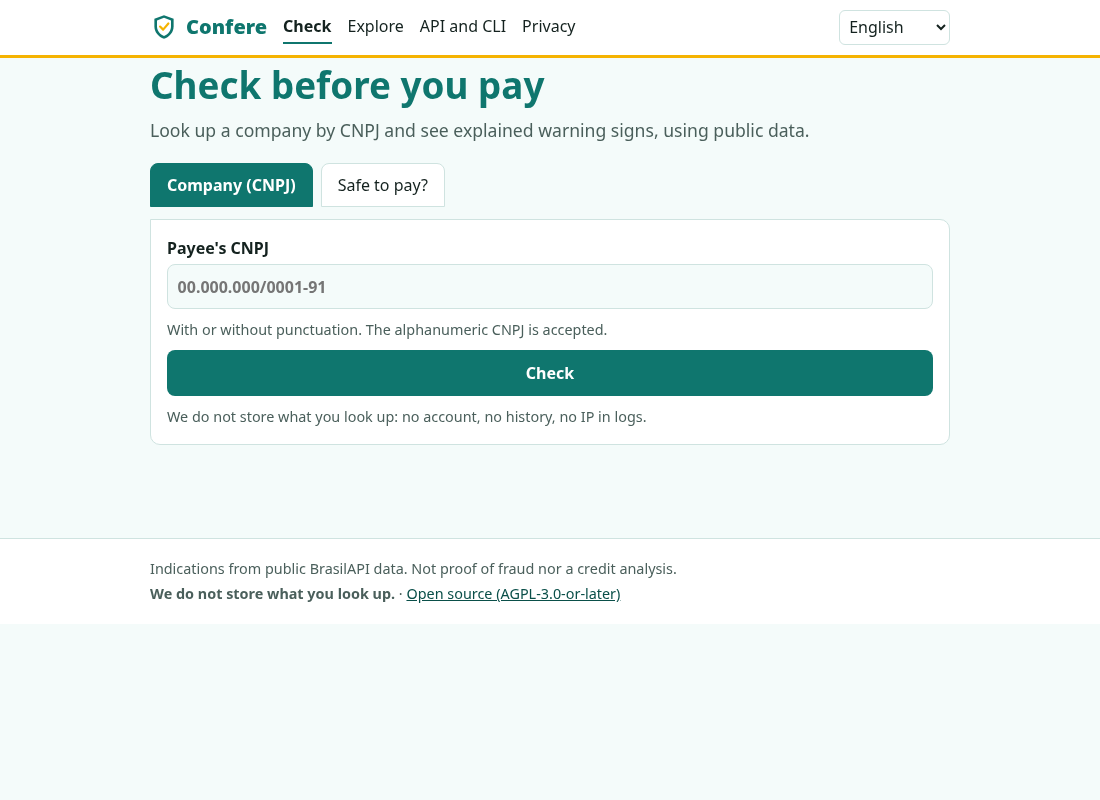 Confere Check Explore API and CLI Privacy English
Check before you pay
Look up a company by CNPJ and see explained warning signs, using public data.
Company (CNPJ) Safe to pay?
Payee's CNPJ
00.000.000/0001-91
With or without punctuation. The alphanumeric CNPJ is accepted.
Check
We do not store what you look up: no account, no history, no IP in logs.
Indications from public BrasilAPI data. Not proof of fraud nor a credit analysis.
We do not store what you look up. · Open source (AGPL-3.0-or-later)